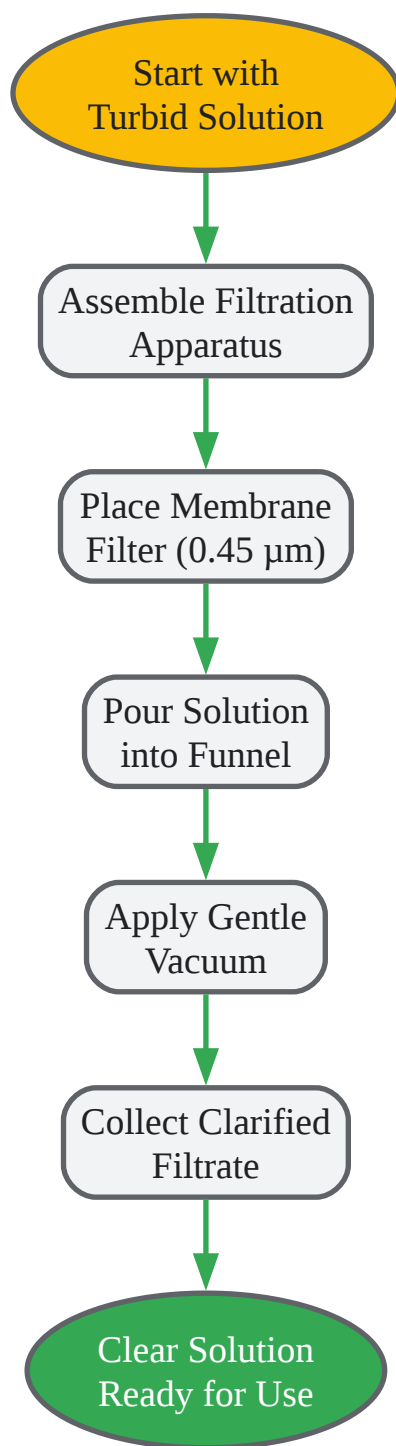 Start with
Turbid Solution
Assemble Filtration
Apparatus
Place Membrane
Filter (0.45 µm)
Pour Solution
into Funnel
Apply Gentle
Vacuum
Collect Clarified
Filtrate
Clear Solution
Ready for Use